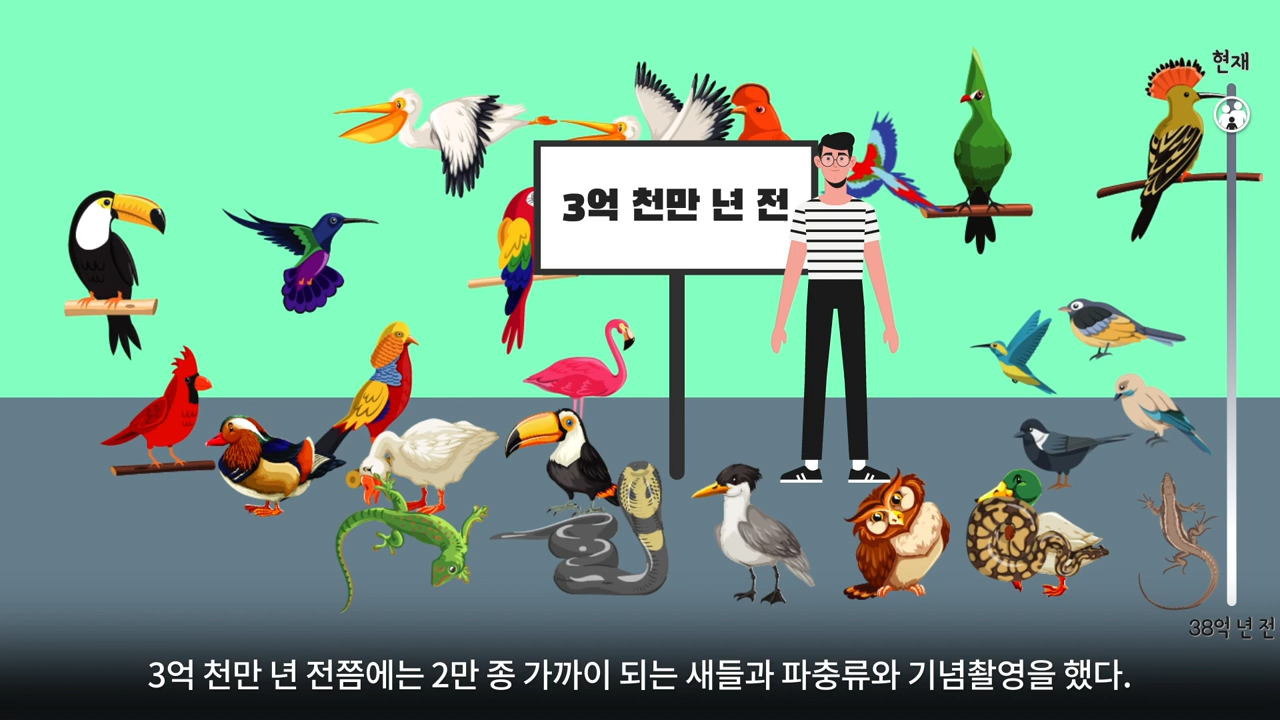 현재
3억 천만 년 전
38억 년 전
3억 천만 년 전쯤에는 2만 종 가까이 되는 새들과 파충류와 기념촬영을 했다.